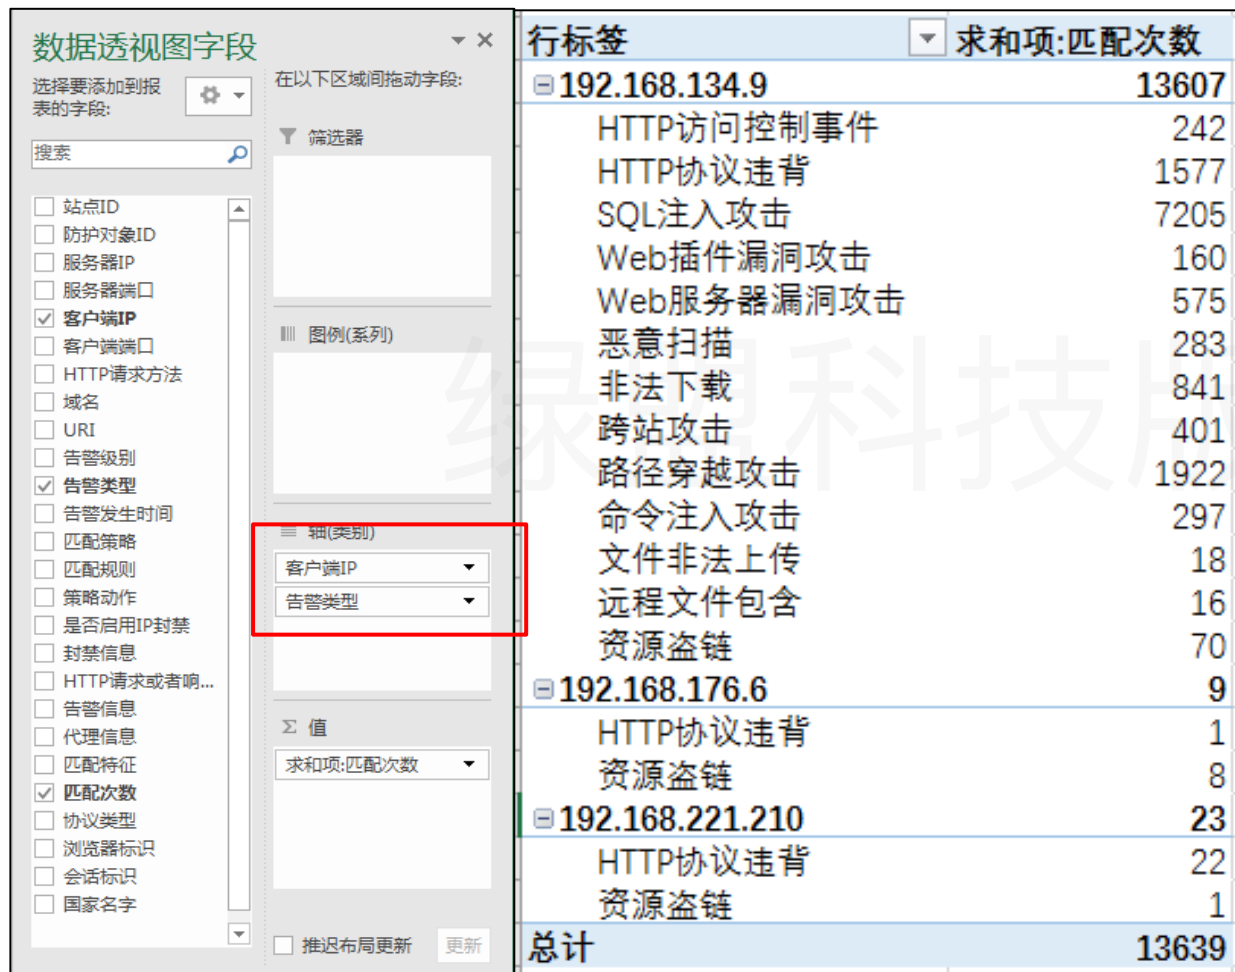 数据透视图字段
选择要添加到报
表的字段:
搜索
站点ID
防护对象ID
服务器IP
服务器端口
客户端IP
客户端端口
HTTP请求方法
域名
URI
告警级别
告警类型
告警发生时间
匹配策略
匹配规则
策略动作
是否启用IP封禁
封禁信息
HTTP请求或者响...
告警信息
代理信息
匹配特征
匹配次数
协议类型
浏览器标识
会话标识
国家名字
在以下区域间拖动字段:
筛选器
图例(系列)
轴(类别)
客户端IP
告警类型
Σ 值
求和项:匹配次数
推迟布局更新 更新
行标签 求和项:匹配次数
192.168.134.9 13607
HTTP访问控制事件 242
HTTP协议违背 1577
SQL注入攻击 7205
Web插件漏洞攻击 160
Web服务器漏洞攻击 575
恶意扫描 283
非法下载 841
跨站攻击 401
路径穿越攻击 1922
命令注入攻击 297
文件非法上传 18
远程文件包含 16
资源盗链 70
192.168.176.6 9
HTTP协议违背 1
资源盗链 8
192.168.221.210 23
HTTP协议违背 22
资源盗链 1
总计 13639
绿盟科技版